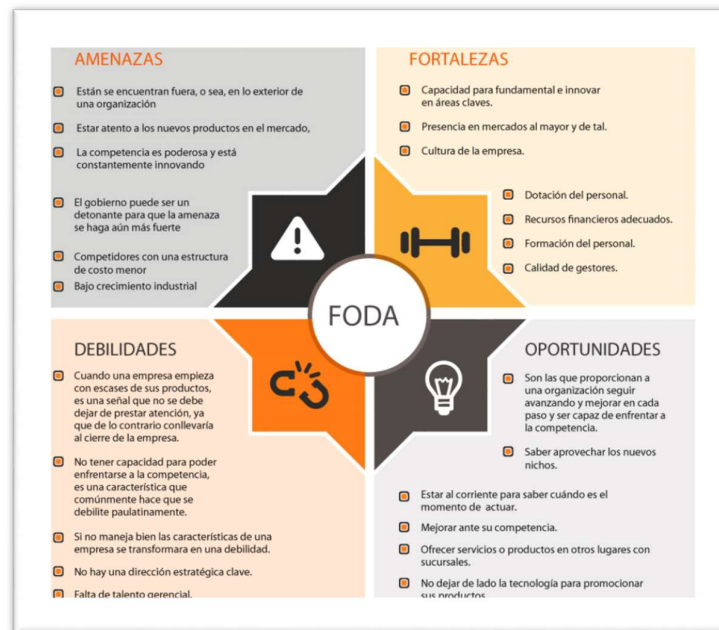 AMENAZAS
Están se encuentran fuera, o sea, en lo exterior de
una organización
Estar atento a los nuevos productos en el mercado,
La competencia es poderosa y está
constantemente innovando
El gobierno puede ser un
detonante para que la amenaza
se haga aún más fuerte
Competidores con una estructura
de costo menor
Bajo crecimiento industrial
FORTALEZAS
Capacidad para fundamental e innovar
en áreas claves.
Presencia en mercados al mayor y de tal.
Cultura de la empresa.
Dotación del personal.
Recursos financieros adecuados.
Formación del personal.
Calidad de gestores.
FODA
DEBILIDADES
Cuando una empresa empieza
con escases de sus productos,
es una señal que no se debe
dejar de prestar atención, ya
que de lo contrario conllevaría
al cierre de la empresa.
No tener capacidad para poder
enfrentarse a la competencia,
es una característica que
comúnmente hace que se
debilite paulatinamente.
Si no maneja bien las características de una
empresa se transformara en una debilidad.
No hay una dirección estratégica clave.
Falta de talento gerencial.
OPORTUNIDADES
Son las que proporcionan a
una organización seguir
avanzando y mejorar en cada
paso y ser capaz de enfrentar a
la competencia.
Saber aprovechar los nuevos
nichos.
Estar al corriente para saber cuándo es el
momento de actuar.
Mejorar ante su competencia.
Ofrecer servicios o productos en otros lugares con
sucursales.
No dejar de lado la tecnología para promocionar
sus productos